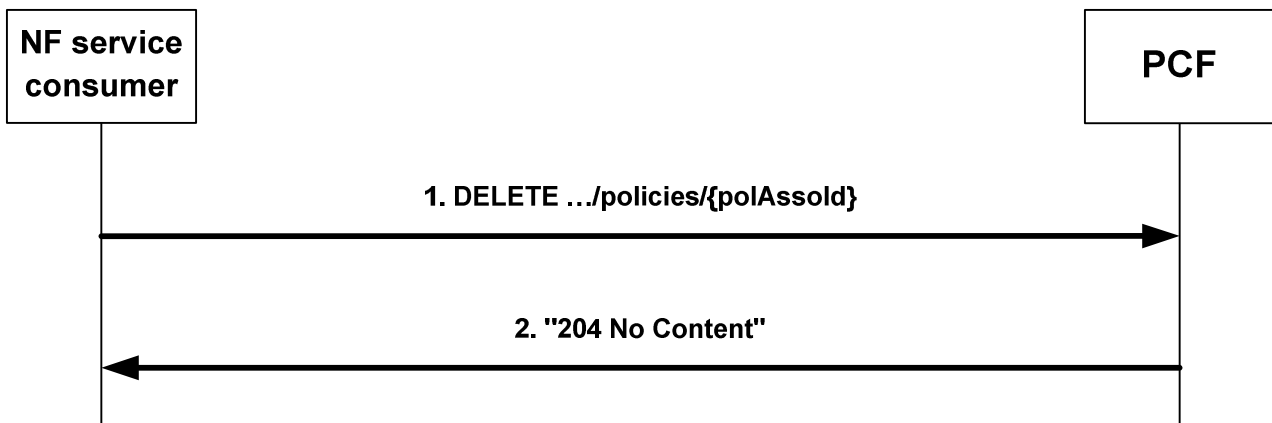 NF service
consumer
PCF
1. DELETE …/policies/{polAssoId}
2. "204 No Content"